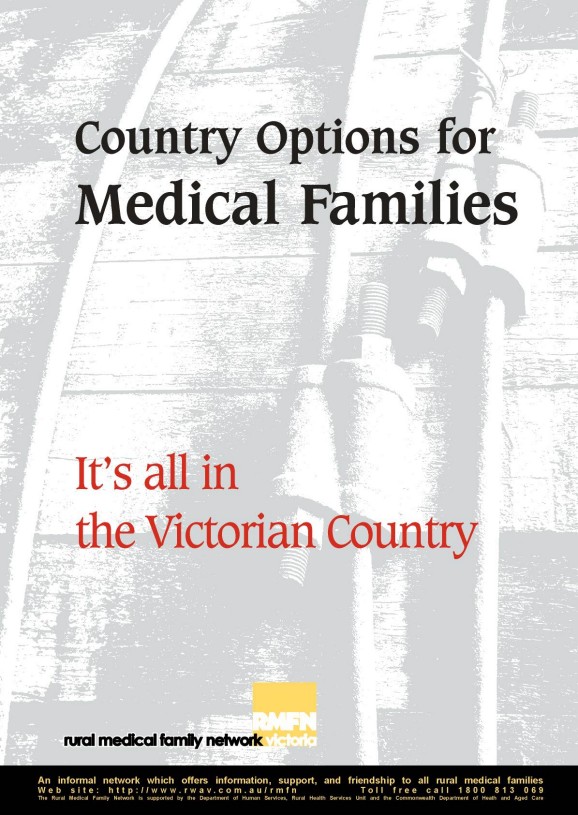 Country Options for
Medical Families
It's all in
the Victorian Country
RMFN
rural medical family network victoria
An informal network which offers information, support, and friendship to all rural medical families
Web site: http://www.rwav.com.au/rmfn Toll free call 1800 813 069
The Rural Medical Family Network is supported by the Department of Human Services, Rural Health Services Unit and the Commonwealth Department of Health and Aged Care